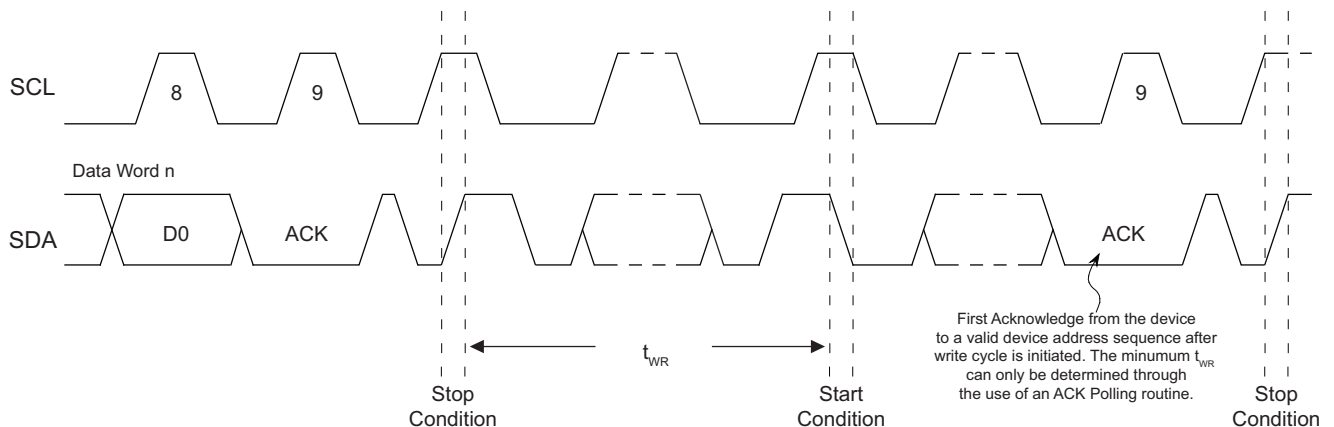 SCL
8
9
9
Data Word n
SDA
D0
ACK
ACK
First Acknowledge from the device
to a valid device address sequence after
write cycle is initiated. The minumum tWR
can only be determined through
the use of an ACK Polling routine.
tWR
Stop
Condition
Start
Condition
Stop
Condition